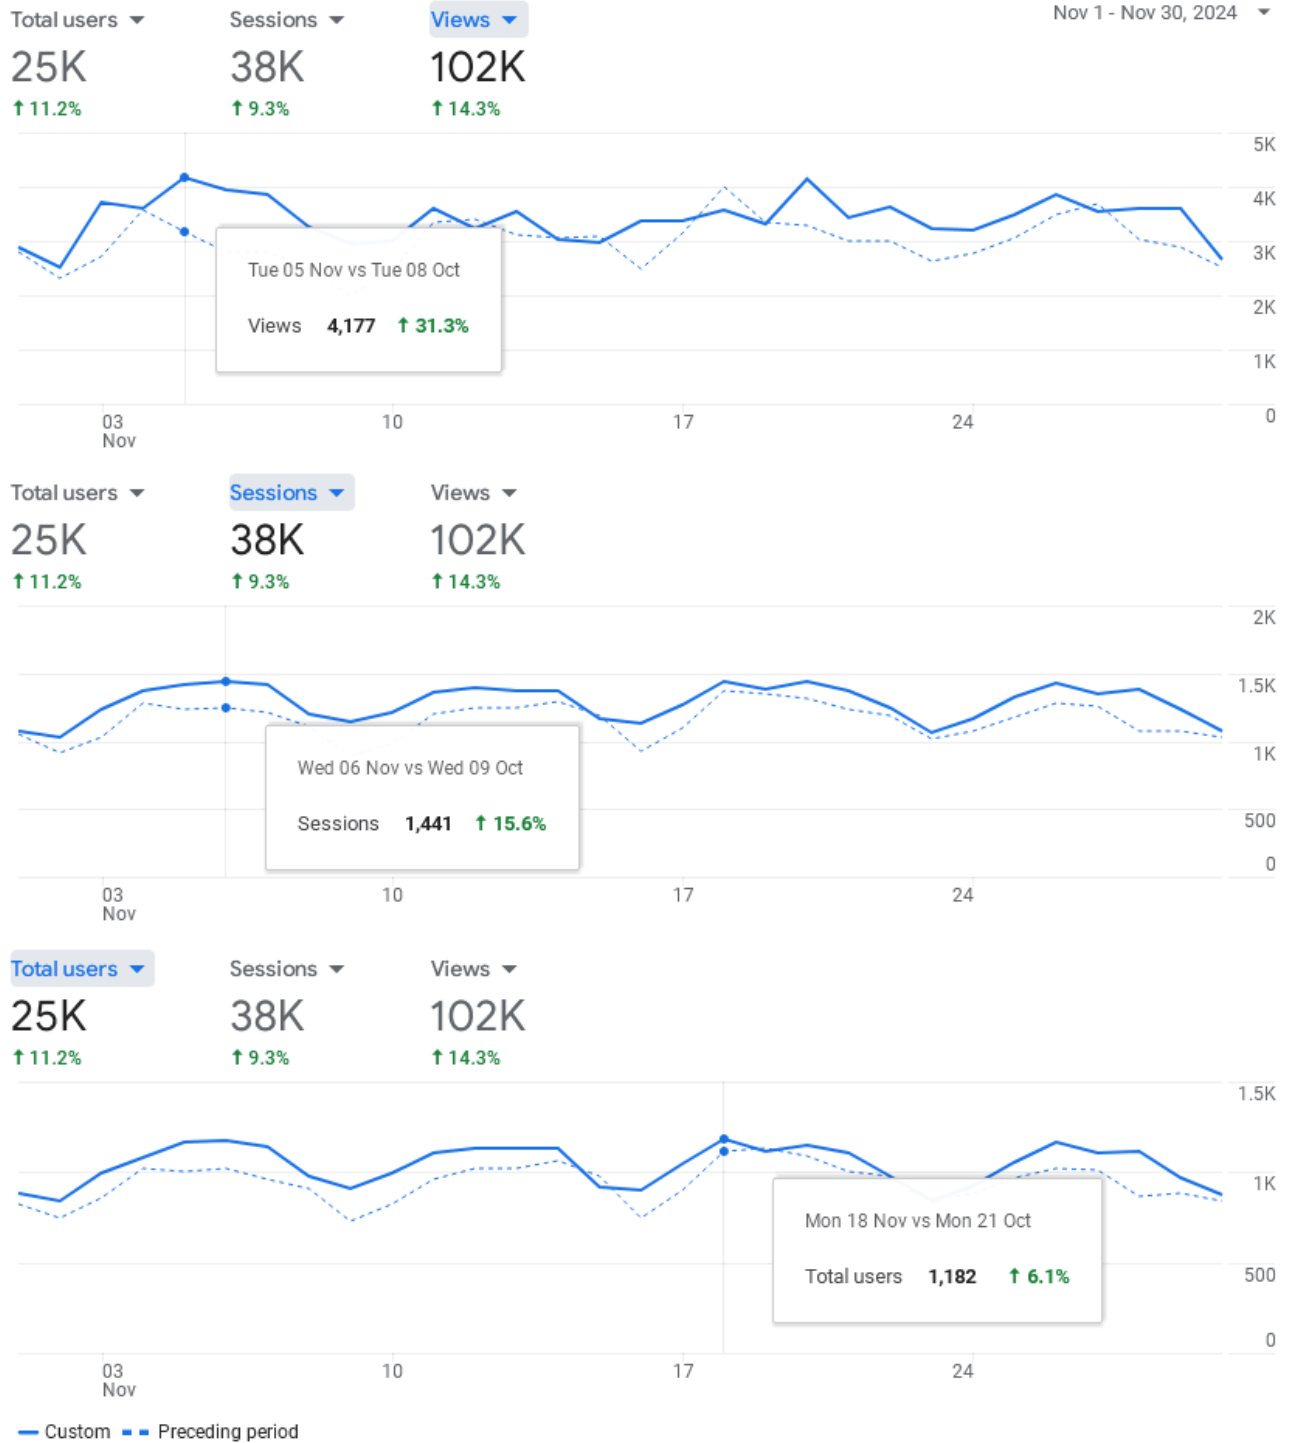 Total users Sessions Views Nov 1 - Nov 30, 2024
25K 38K 102K
11.2% 9.3% 14.3%
5K
4K
3K
2K
1K
0
Tue 05 Nov vs Tue 08 Oct
Views 4,177 31.3%
03 10 17 24
Nov
Total users Sessions Views
25K 38K 102K
11.2% 9.3% 14.3%
2K
1.5K
1K
500
0
Wed 06 Nov vs Wed 09 Oct
Sessions 1,441 15.6%
03 10 17 24
Nov
Total users Sessions Views
25K 38K 102K
11.2% 9.3% 14.3%
1.5K
1K
500
0
Mon 18 Nov vs Mon 21 Oct
Total users 1,182 6.1%
03 10 17 24
Nov
Custom Preceding period